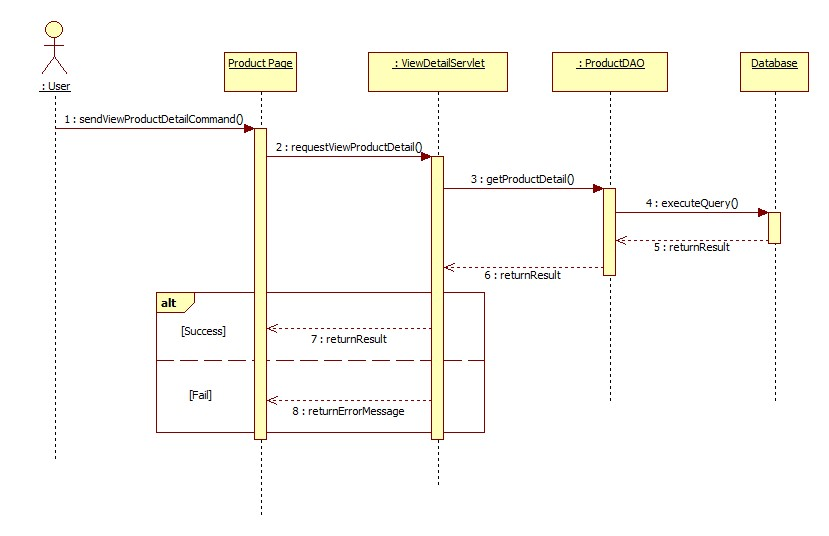 : User
Product Page
: ViewDetailServlet
: ProductDAO
Database
1 : sendViewProductDetailCommand()
2 : requestViewProductDetail()
3 : getProductDetail()
4 : executeQuery()
5 : returnResult
6 : returnResult
alt
[Success]
7 : returnResult
[Fail]
8 : returnErrorMessage